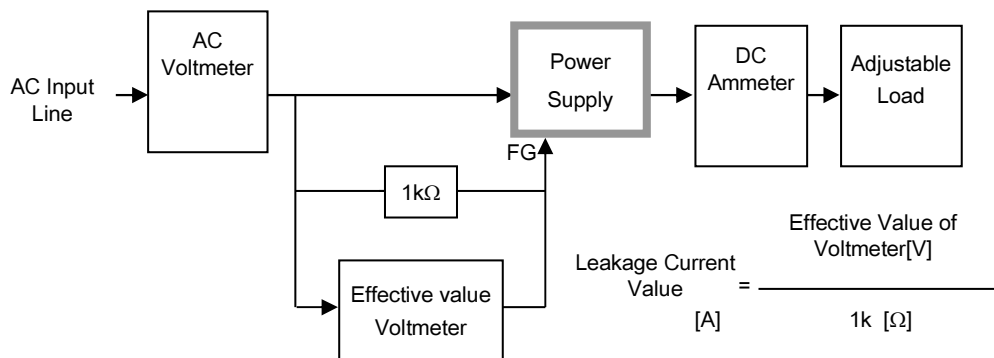 AC
Voltmeter
AC Input
Line
Power
Supply
DC
Ammeter
Adjustable
Load
FG
1kΩ
Effective value
Voltmeter
Leakage Current
Value
[A]
=
Effective Value of
Voltmeter[V]
1k [Ω]